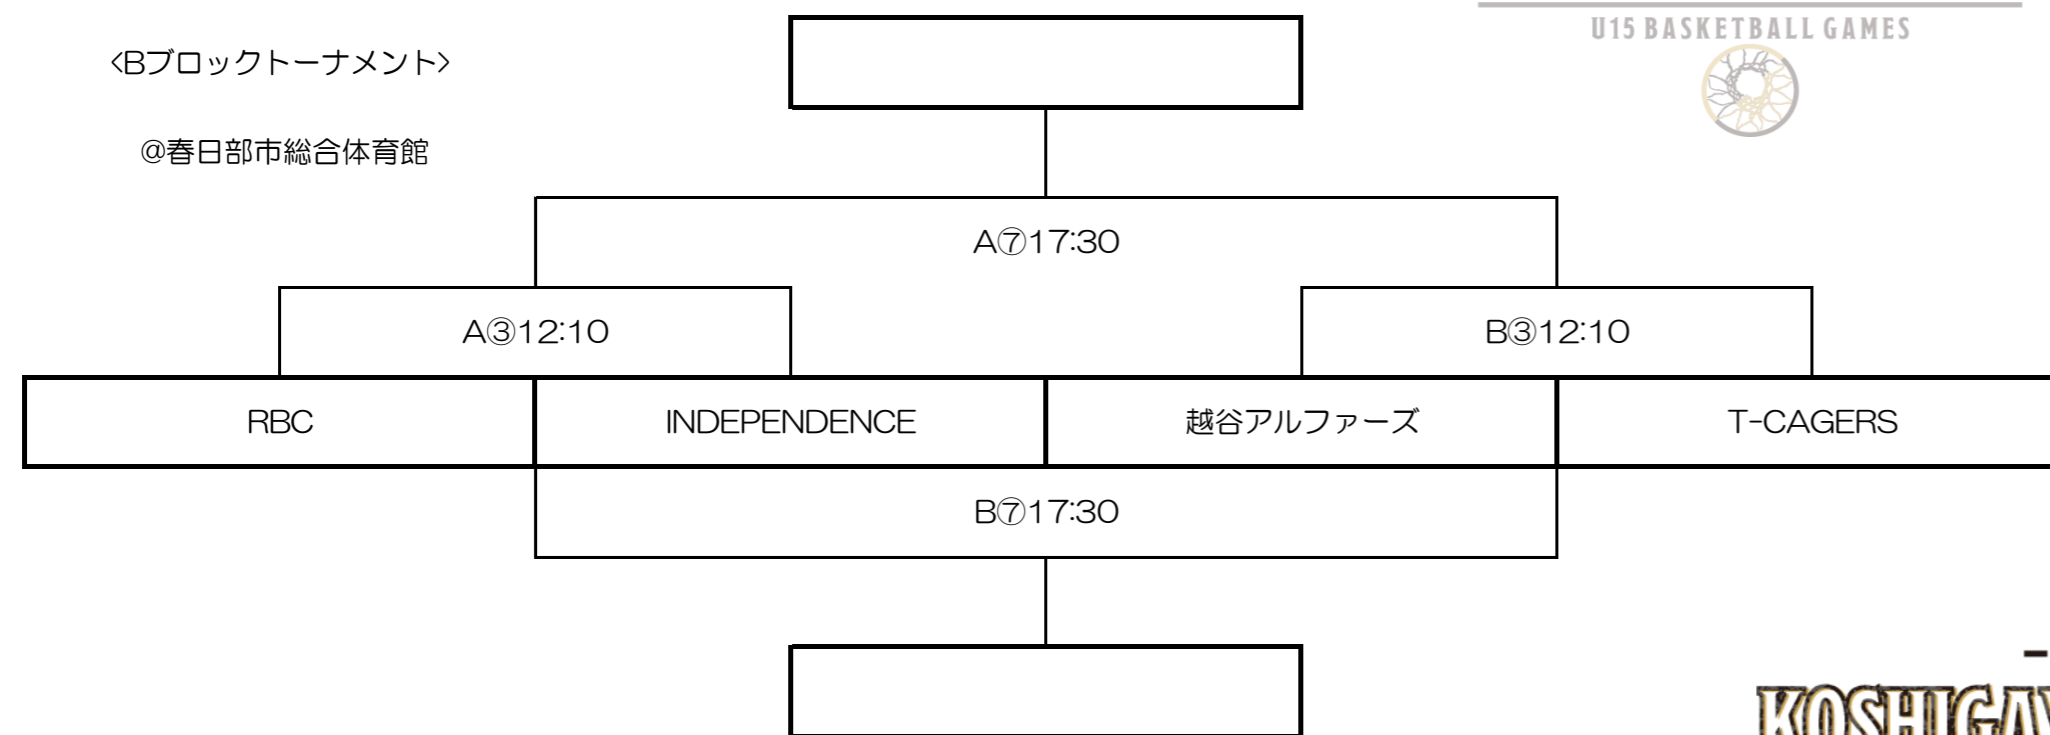 U15 BASKETBALL GAMES
<Bブロックトーナメント>
@春日部市総合体育館
A⑦17:30
A③12:10
B③12:10
RBC
INDEPENDENCE
越谷アルファーズ
T-CAGERS
B⑦17:30